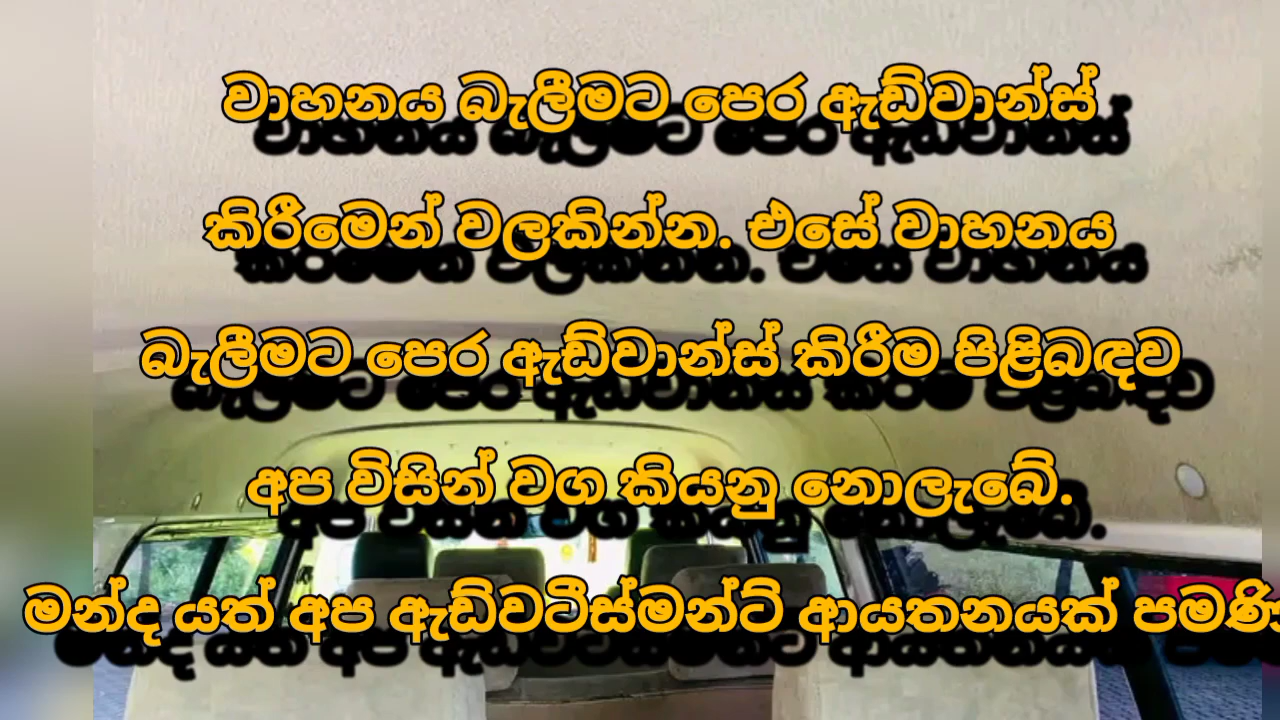 වාහනය බැලීමට පෙර ඇඩ්වාන්ස්
කිරීමෙන් වලකින්න. එසේ වාහනය
බැලීමට පෙර ඇඩ්වාන්ස් කිරීම පිළිබඳව
අප විසින් වග කියනු නොලැබේ.
මන්ද යත් අප ඇඩ්වටීස්මන්ට් ආයතනයක් පමණි